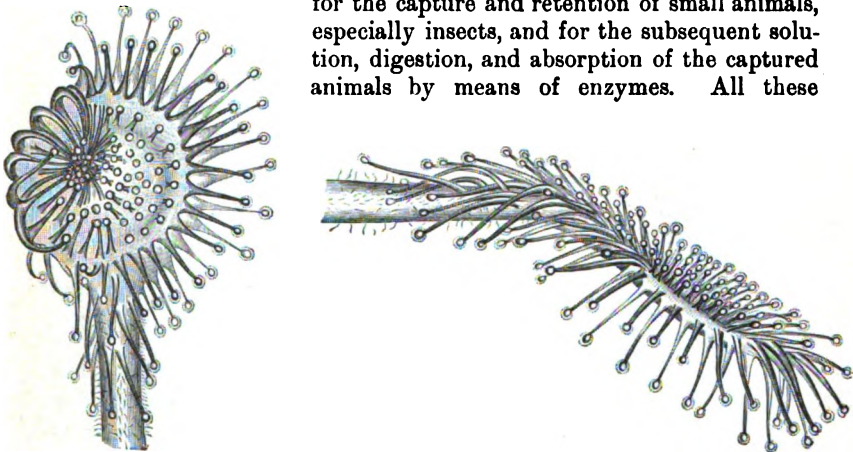 for the capture and retention of small animals,
especially insects, and for the subsequent solu-
tion, digestion, and absorption of the captured
animals by means of enzymes. All these